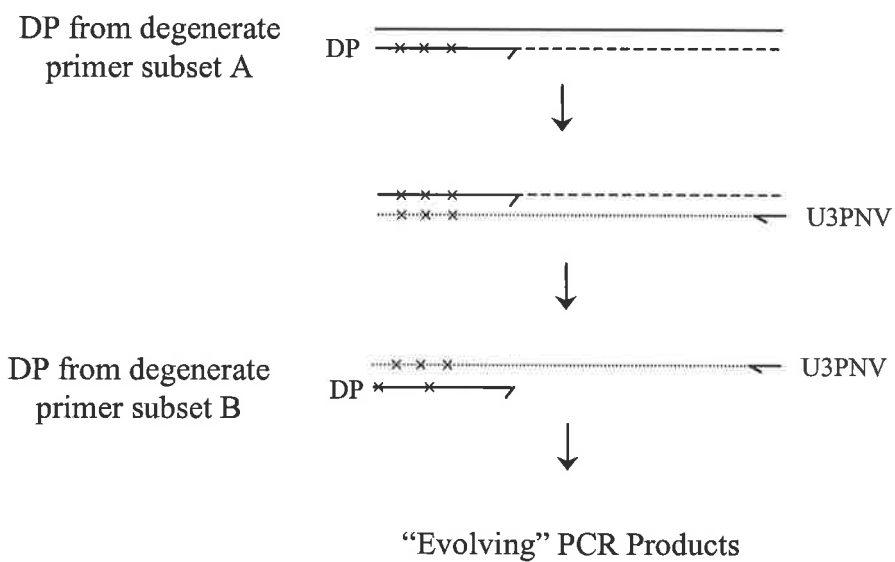 DP from degenerate
primer subset A
DP
U3PNV
DP from degenerate
primer subset B
U3PNV
DP
“Evolving” PCR Products